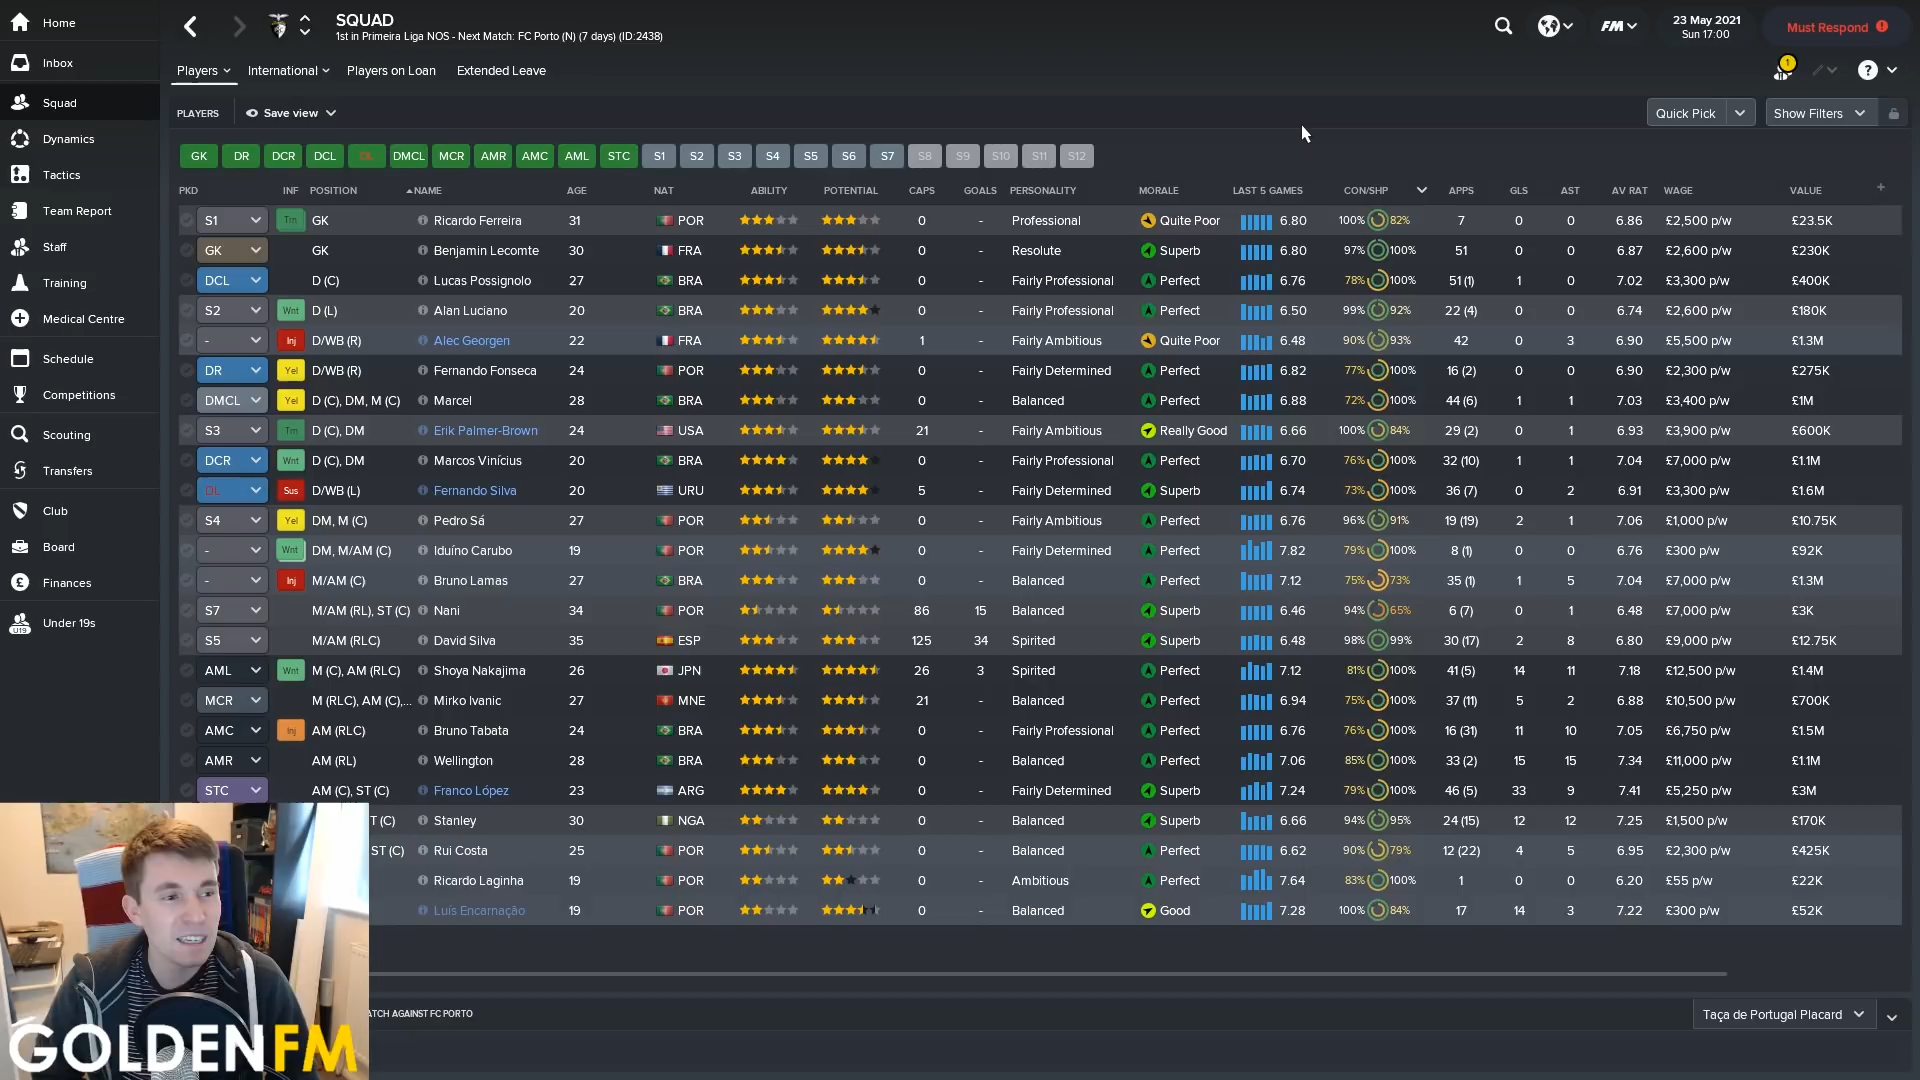 Home
Inbox
Squad
Dynamics
Tactics
Team Report
Staff
Training
Medical Centre
Schedule
Competitions
Scouting
Transfers
Club
Board
Finances
U19
Under 19s
SQUAD
1st in Primeira Liga NOS - Next Match: FC Porto (N) (7 days) (ID:2438)
FM
23 May 2021
Sun 17:00
Must Respond
Players International Players on Loan Extended Leave
1
?
PLAYERS Save view Quick Pick Show Filters
GK DR DCR DCL DL DMCL MCR AMR AMC AML STC S1 S2 S3 S4 S5 S6 S7 S8 S9 S10 S11 S12
PKD INF POSITION NAME AGE NAT ABILITY POTENTIAL CAPS GOALS PERSONALITY MORALE LAST 5 GAMES CON/SHP APPS GLS AST AV RAT WAGE VALUE +
S1 Trn GK Ricardo Ferreira 31 POR 0 - Professional Quite Poor 6.80 100% 82% 7 0 0 6.86 £2,500 p/w £23.5K
GK GK Benjamin Lecomte 30 FRA 0 - Resolute Superb 6.80 97% 100% 51 0 0 6.87 £2,600 p/w £230K
DCL D (C) Lucas Possignolo 27 BRA 0 - Fairly Professional Perfect 6.76 78% 100% 51 (1) 1 0 7.02 £3,300 p/w £400K
S2 Wnt D (L) Alan Luciano 20 BRA 0 - Fairly Professional Perfect 6.50 99% 92% 22 (4) 0 0 6.74 £2,600 p/w £180K
- Inj D/WB (R) Alec Georgen 22 FRA 1 - Fairly Ambitious Quite Poor 6.48 90% 93% 42 0 3 6.90 £5,500 p/w £1.3M
DR Yel D/WB (R) Fernando Fonseca 24 POR 0 - Fairly Determined Perfect 6.82 77% 100% 16 (2) 0 0 6.90 £2,300 p/w £275K
DMCL Yel D (C), DM, M (C) Marcel 28 BRA 0 - Balanced Perfect 6.88 72% 100% 44 (6) 1 1 7.03 £3,400 p/w £1M
S3 Trn D (C), DM Erik Palmer-Brown 24 USA 21 - Fairly Ambitious Really Good 6.66 100% 84% 29 (2) 0 1 6.93 £3,900 p/w £600K
DCR Wnt D (C), DM Marcos Vinícius 20 BRA 0 - Fairly Professional Perfect 6.70 76% 100% 32 (10) 1 1 7.04 £7,000 p/w £1.1M
DL Sus D/WB (L) Fernando Silva 20 URU 5 - Fairly Determined Superb 6.74 73% 100% 36 (7) 0 2 6.91 £3,300 p/w £1.6M
S4 Yel DM, M (C) Pedro Sá 27 POR 0 - Fairly Ambitious Perfect 6.76 96% 91% 19 (19) 2 1 7.06 £1,000 p/w £10.75K
- Wnt DM, M/AM (C) Iduíno Carubo 19 POR 0 - Fairly Determined Perfect 7.82 79% 100% 8 (1) 0 0 6.76 £300 p/w £92K
- Inj M/AM (C) Bruno Lamas 27 BRA 0 - Balanced Perfect 7.12 75% 73% 35 (1) 1 5 7.04 £7,000 p/w £1.3M
S7 M/AM (RL), ST (C) Nani 34 POR 86 15 Balanced Superb 6.46 94% 65% 6 (7) 0 1 6.48 £7,000 p/w £3K
S5 M/AM (RLC) David Silva 35 ESP 125 34 Spirited Superb 6.48 98% 99% 30 (17) 2 8 6.80 £9,000 p/w £12.75K
AML Wnt M (C), AM (RLC) Shoya Nakajima 26 JPN 26 3 Spirited Perfect 7.12 81% 100% 41 (5) 14 11 7.18 £12,500 p/w £1.4M
MCR M (RLC), AM (C),... Mirko Ivanic 27 MNE 21 - Balanced Perfect 6.94 75% 100% 37 (11) 5 2 6.88 £10,500 p/w £700K
AMC Inj AM (RLC) Bruno Tabata 24 BRA 0 - Fairly Professional Perfect 6.76 76% 100% 16 (31) 11 10 7.05 £6,750 p/w £1.5M
AMR AM (RL) Wellington 28 BRA 0 - Balanced Perfect 7.06 85% 100% 33 (2) 15 15 7.34 £11,000 p/w £1.1M
STC AM (C), ST (C) Franco López 23 ARG 0 - Fairly Determined Superb 7.24 79% 100% 46 (5) 33 9 7.41 £5,250 p/w £3M
T (C) Stanley 30 NGA 0 - Balanced Superb 6.66 94% 95% 24 (15) 12 12 7.25 £1,500 p/w £170K
ST (C) Rui Costa 25 POR 0 - Balanced Perfect 6.62 90% 79% 12 (22) 4 5 6.95 £2,300 p/w £425K
Ricardo Laginha 19 POR 0 - Ambitious Perfect 7.64 83% 100% 1 0 0 6.20 £55 p/w £22K
Luís Encarnação 19 POR 0 - Balanced Good 7.28 100% 84% 17 14 3 7.22 £300 p/w £52K
ATCH AGAINST FC PORTO
Taça de Portugal Placard
GOLDENFM